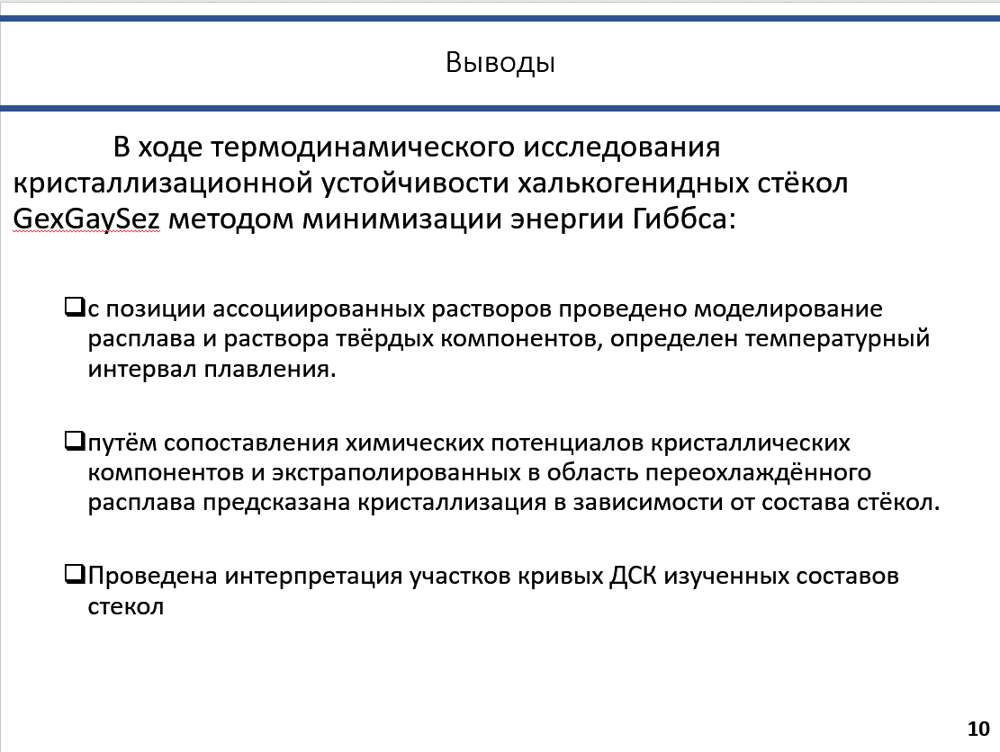 Выводы
В ходе термодинамического исследования
кристаллизационной устойчивости халькогенидных стёкол
GexGaySez методом минимизации энергии Гиббса:
с позиции ассоциированных растворов проведено моделирование
расплава и раствора твёрдых компонентов, определен температурный
интервал плавления.
путём сопоставления химических потенциалов кристаллических
компонентов и экстраполированных в область переохлаждённого
расплава предсказана кристаллизация в зависимости от состава стёкол.
Проведена интерпретация участков кривых ДСК изученных составов
стекол
10